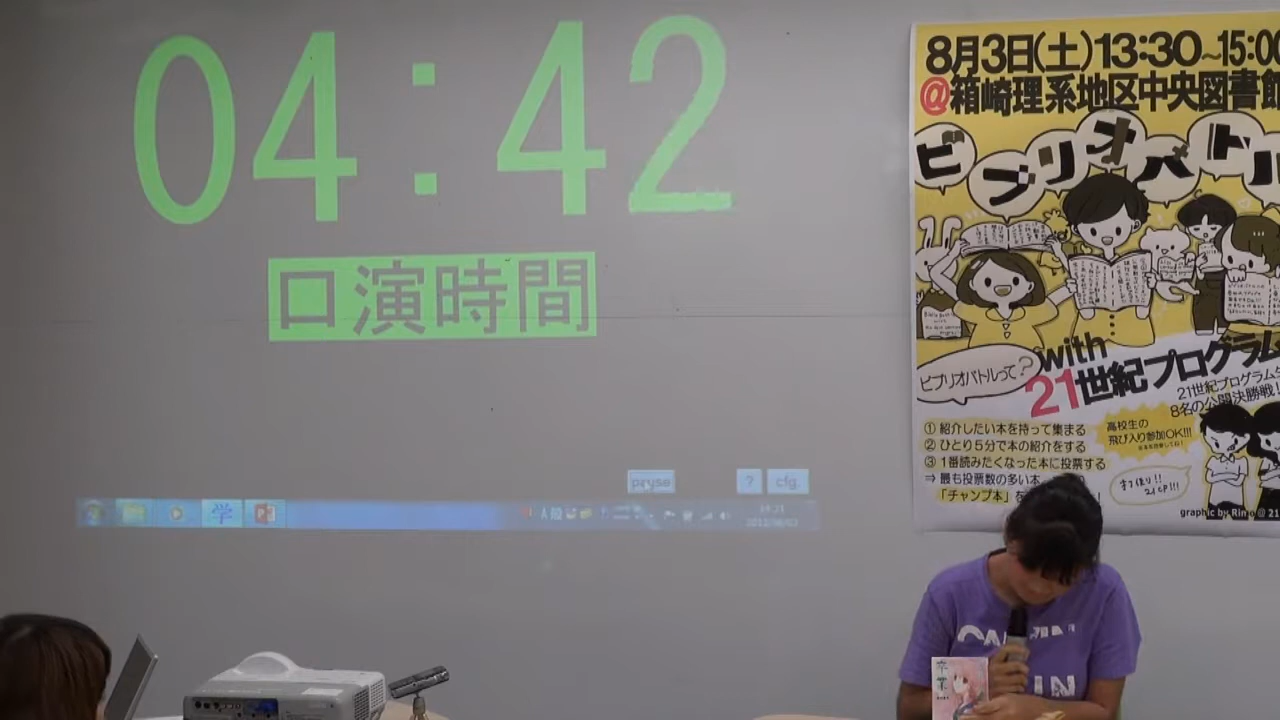 04:42
口演時間
pause
?
cfg.
学
A 般
8月3日(土)13:30~15:00
@箱崎理系地区中央図書館
ビブリオバトル
ビブリオバトルって?
with
21世紀プログラム
21世紀プログラム生
8名の公開決勝戦!
① 紹介したい本を持って集まる
② ひとり5分で本の紹介をする
③ 1番読みたくなった本に投票する
⇒ 最も投票数の多い本
「チャンプ本」を
高校生の
飛び入り参加OK!!!
graphic by Rin
@ 21
卒業